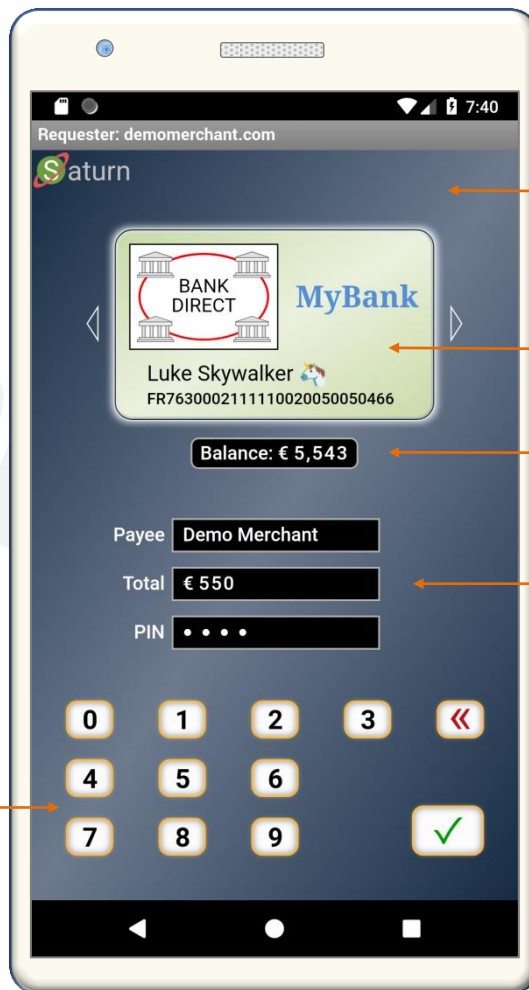 7:40
Requester: demomerchant.com
Saturn
BANK
DIRECT
MyBank
Luke Skywalker 🦄
FR7630002111110020050050466
Balance: € 5,543
Payee Demo Merchant
Total € 550
PIN • • • •
0 1 2 3 «
4 5 6
7 8 9 ✓